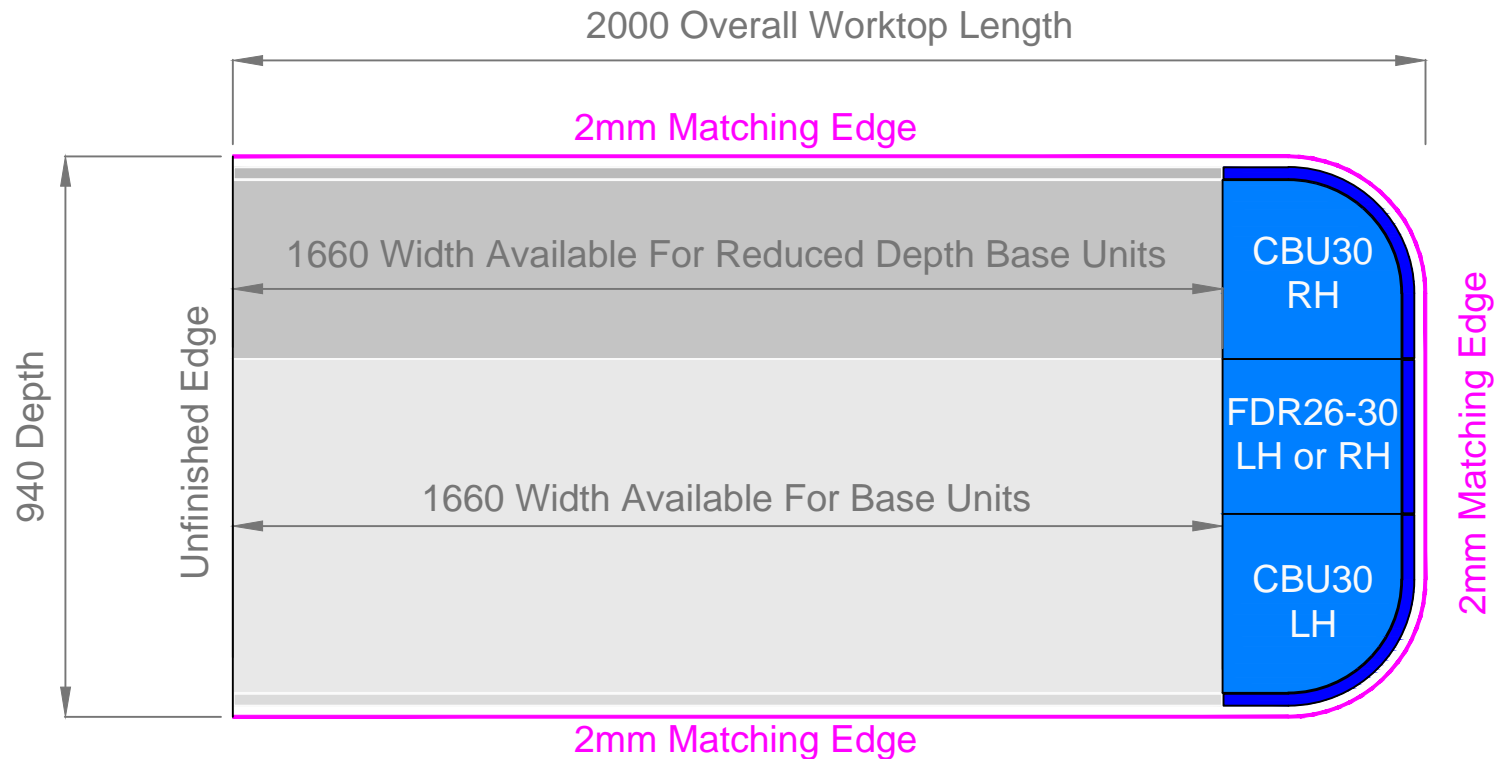 2000 Overall Worktop Length
2mm Matching Edge
1660 Width Available For Reduced Depth Base Units
CBU30
RH
940 Depth
Unfinished Edge
2mm Matching Edge
FDR26-30
LH or RH
1660 Width Available For Base Units
CBU30
LH
2mm Matching Edge